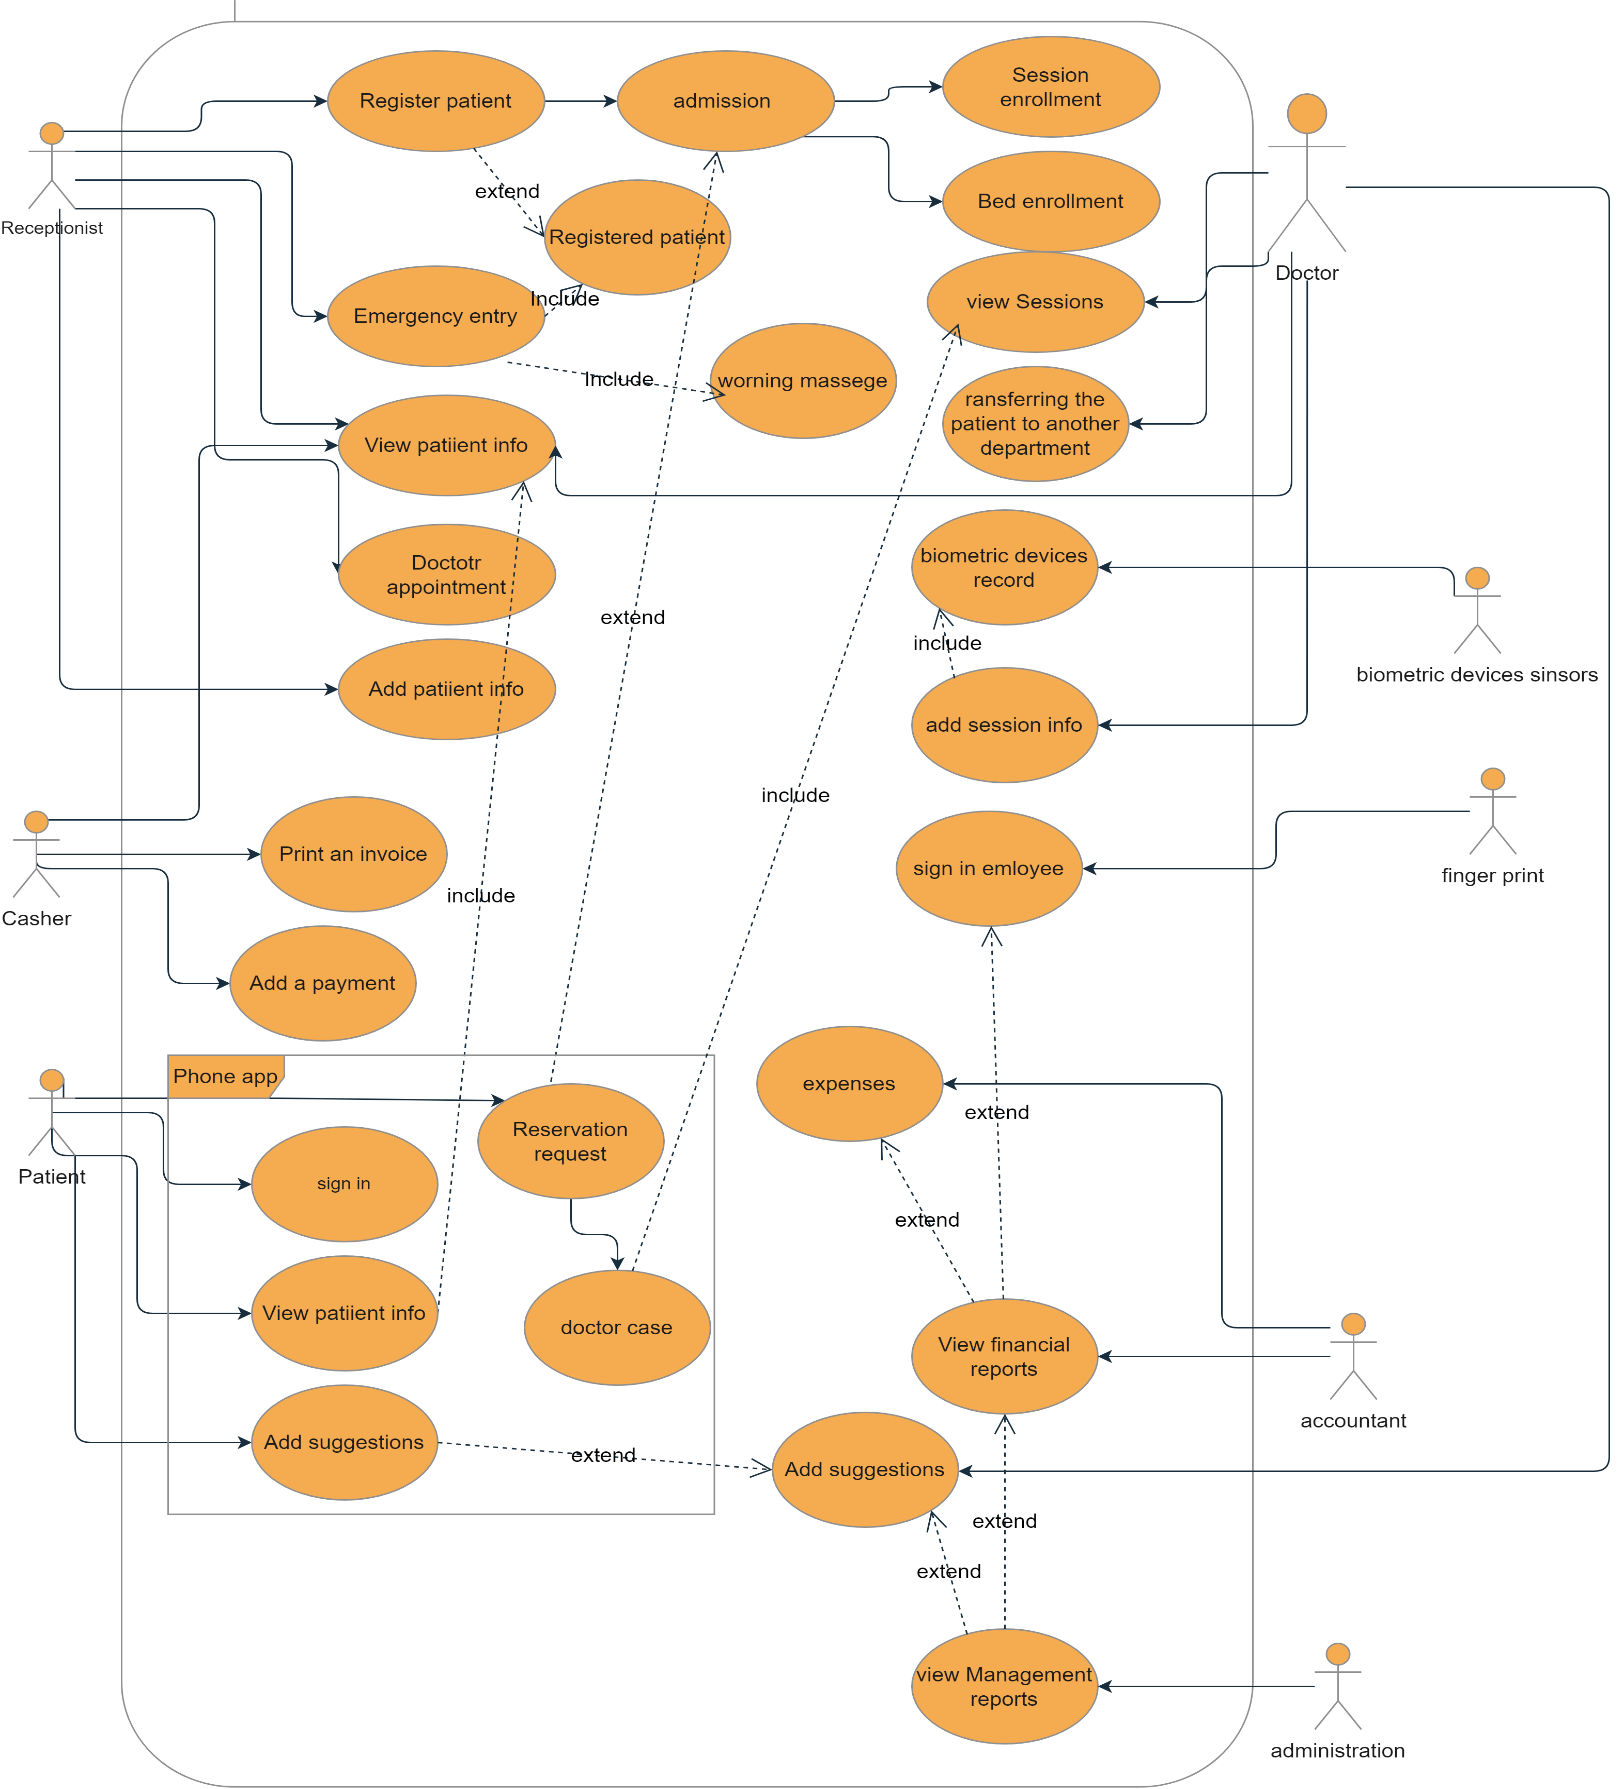 Session
enrollment
Register patient
admission
extend
Bed enrollment
Receptionist
Registered patient
Doctor
Include
view Sessions
Emergency entry
Include
worning massege
ransferring the
patient to another
department
View patiient info
Doctotr
appointment
biometric devices
record
extend
include
biometric devices sinsors
Add patiient info
add session info
include
Print an invoice
sign in emloyee
finger print
include
Casher
Add a payment
Phone app
expenses
extend
Reservation
request
Patient
sign in
extend
View patiient info
doctor case
View financial
reports
accountant
Add suggestions
extend
Add suggestions
extend
extend
view Management
reports
administration